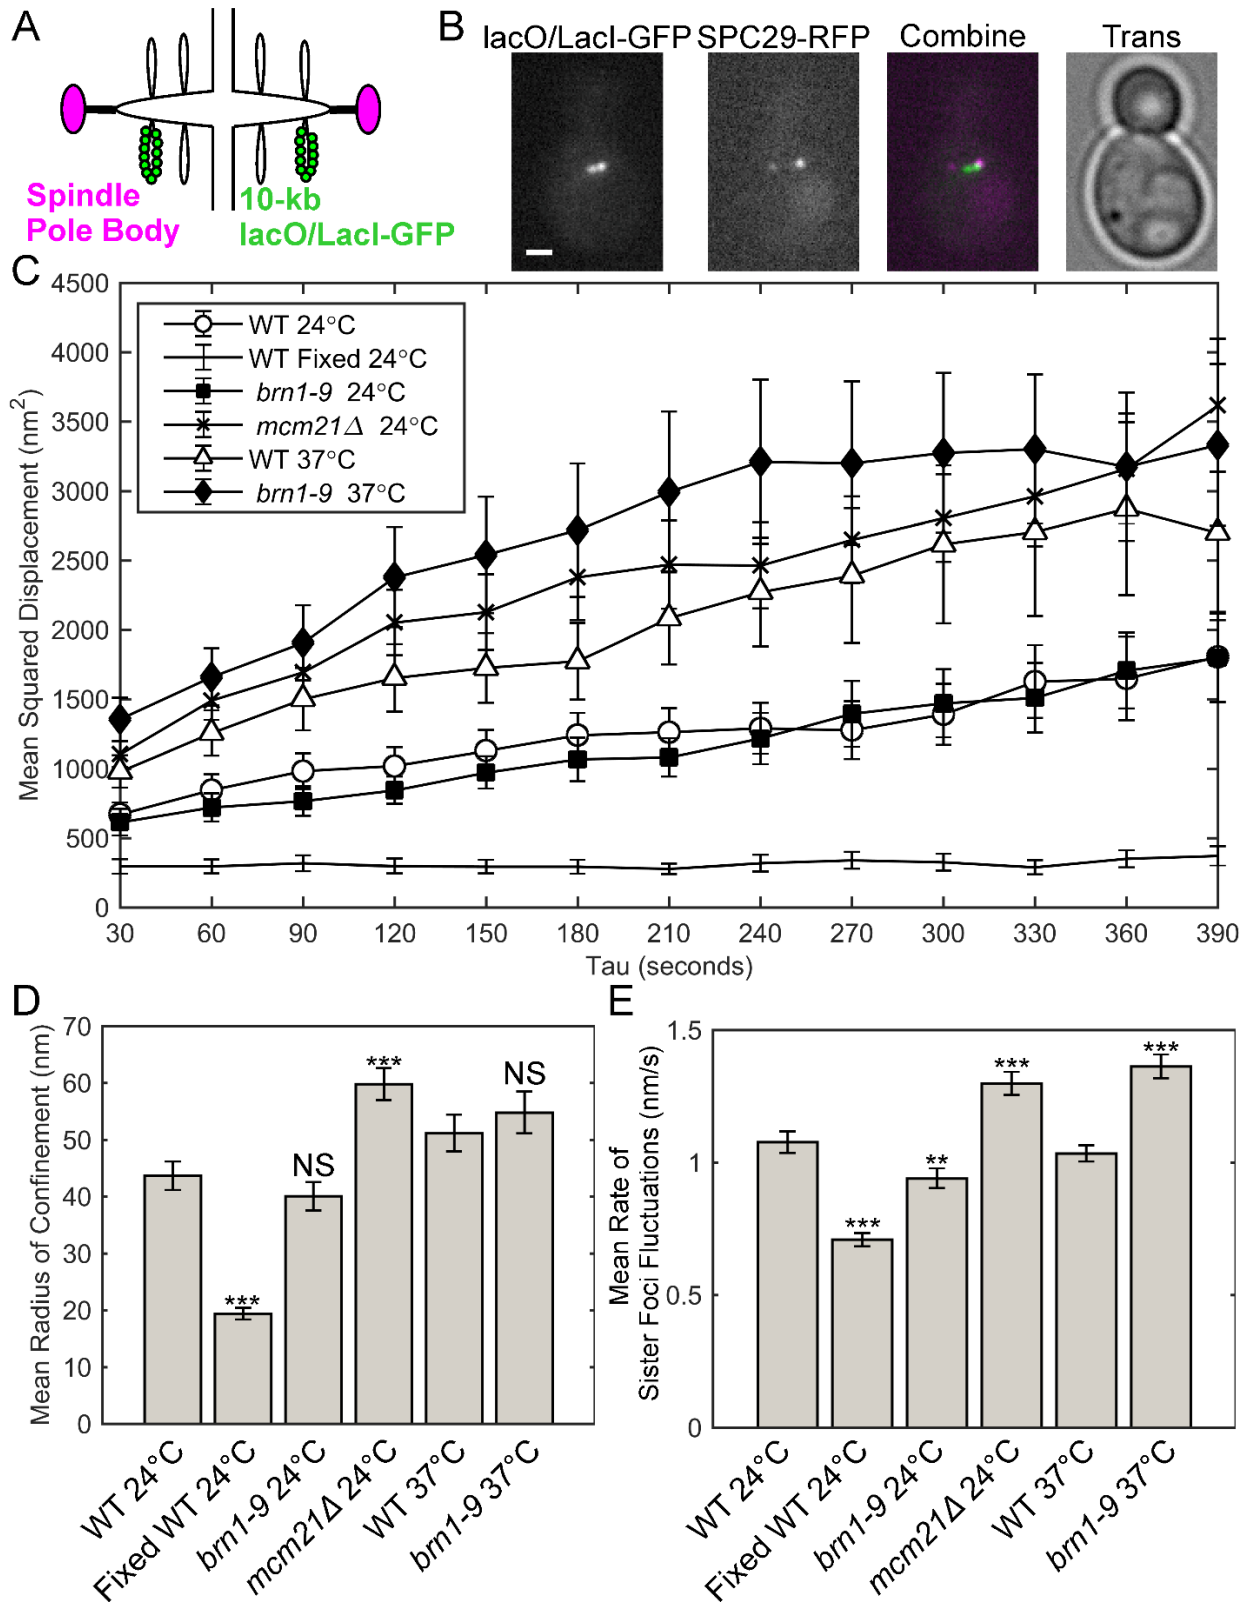 A
Spindle
Pole Body
10-kb
lacO/LacI-GFP
B
lacO/LacI-GFP SPC29-RFP Combine Trans
C
Mean Squared Displacement (nm²)
4500
4000
3500
3000
2500
2000
1500
1000
500
0
WT 24°C
WT Fixed 24°C
brn1-9 24°C
mcm21Δ 24°C
WT 37°C
brn1-9 37°C
30 60 90 120 150 180 210 240 270 300 330 360 390
Tau (seconds)
D
Mean Radius of Confinement (nm)
70
60
50
40
30
20
10
0
***
NS
***
NS
WT 24°C
Fixed WT 24°C
brn1-9 24°C
mcm21Δ 24°C
WT 37°C
brn1-9 37°C
E
Mean Rate of
Sister Foci Fluctuations (nm/s)
1.5
1
0.5
0
***
**
***
***
WT 24°C
Fixed WT 24°C
brn1-9 24°C
mcm21Δ 24°C
WT 37°C
brn1-9 37°C